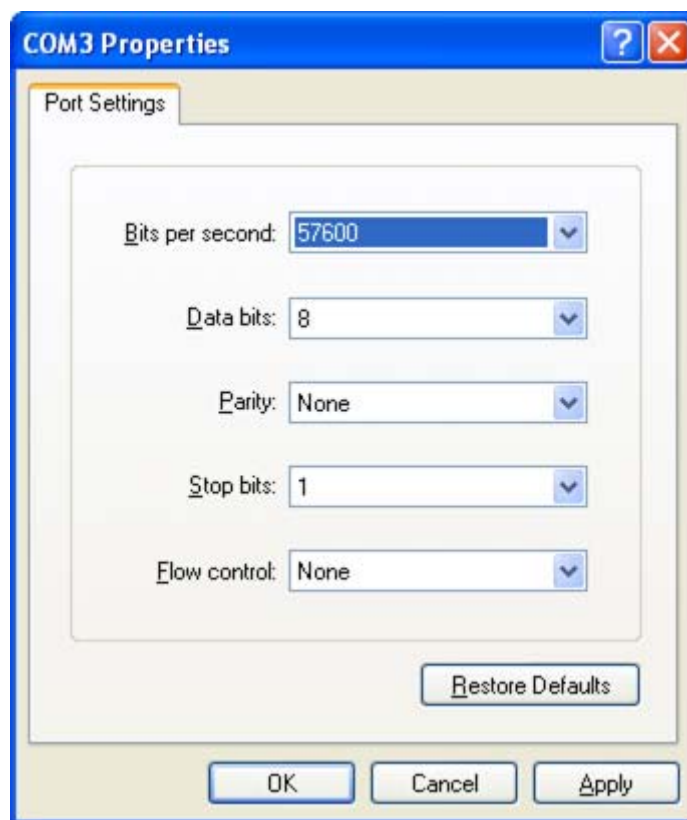 COM3 Properties
Port Settings
Bits per second: 57600
Data bits: 8
Parity: None
Stop bits: 1
Flow control: None
Restore Defaults
OK Cancel Apply